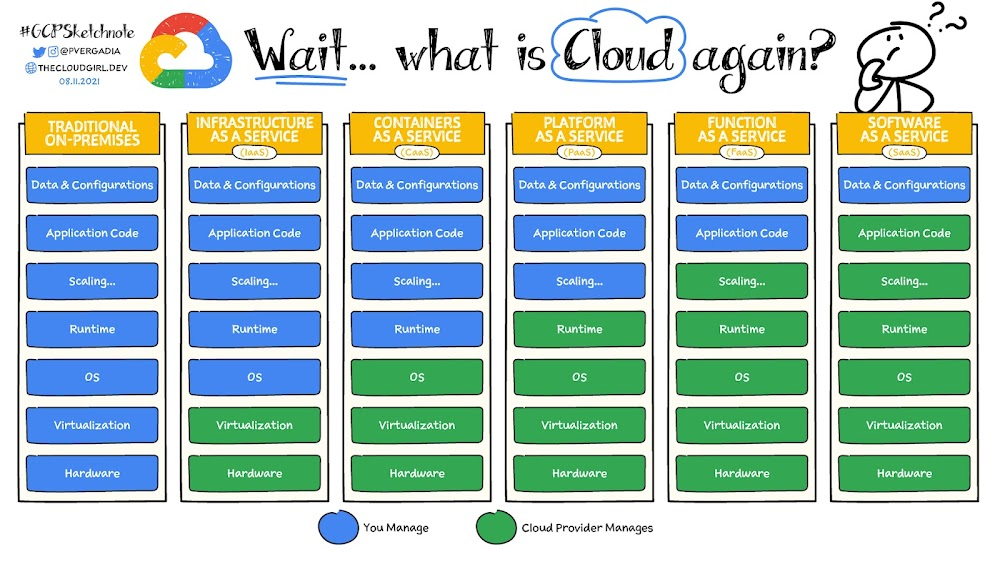 #GCPSketchnote
@PVERGADIA
THECLOUDGIRL.DEV
08.11.2021
Wait... what is Cloud again?
? ? ?
TRADITIONAL
ON-PREMISES
Data & Configurations
Application Code
Scaling...
Runtime
OS
Virtualization
Hardware
INFRASTRUCTURE
AS A SERVICE
(IaaS)
Data & Configurations
Application Code
Scaling...
Runtime
OS
Virtualization
Hardware
CONTAINERS
AS A SERVICE
(CaaS)
Data & Configurations
Application Code
Scaling...
Runtime
OS
Virtualization
Hardware
PLATFORM
AS A SERVICE
(PaaS)
Data & Configurations
Application Code
Scaling...
Runtime
OS
Virtualization
Hardware
FUNCTION
AS A SERVICE
(FaaS)
Data & Configurations
Application Code
Scaling...
Runtime
OS
Virtualization
Hardware
SOFTWARE
AS A SERVICE
(SaaS)
Data & Configurations
Application Code
Scaling...
Runtime
OS
Virtualization
Hardware
You Manage
Cloud Provider Manages